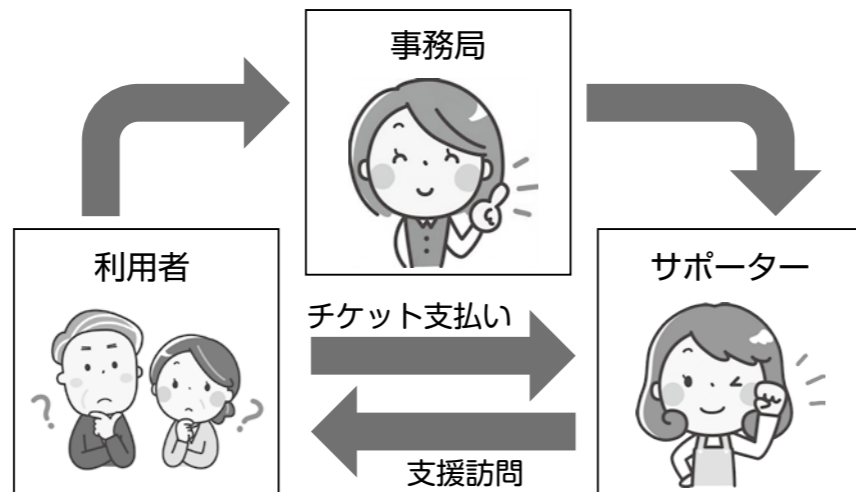 事務局
利用者
サポーター
チケット支払い
支援訪問